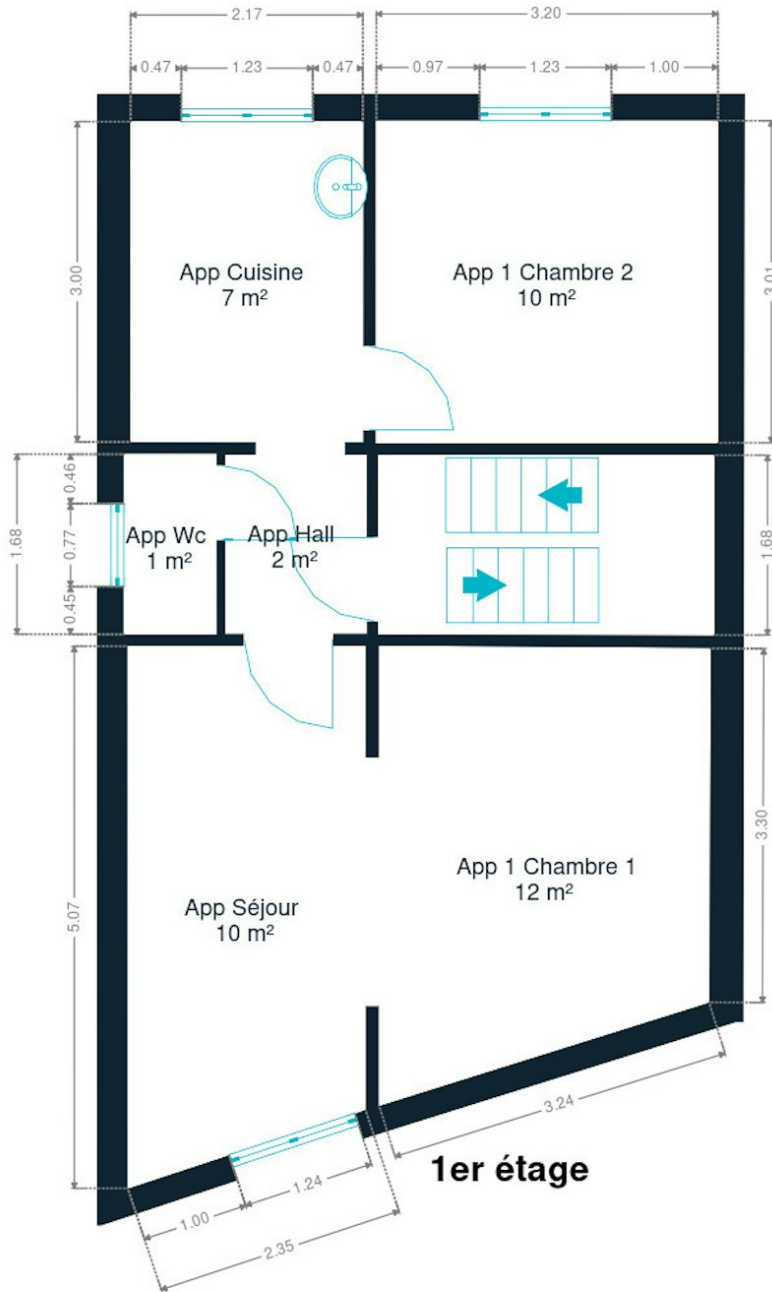 2.17
3.20
0.47
1.23
0.47
0.97
1.23
1.00
3.00
3.01
App Cuisine
7 m²
App 1 Chambre 2
10 m²
1.68
0.46
0.77
0.45
App Wc
1 m²
App Hall
2 m²
1.68
5.07
3.30
App 1 Chambre 1
12 m²
App Séjour
10 m²
3.24
1er étage
1.24
1.00
2.35